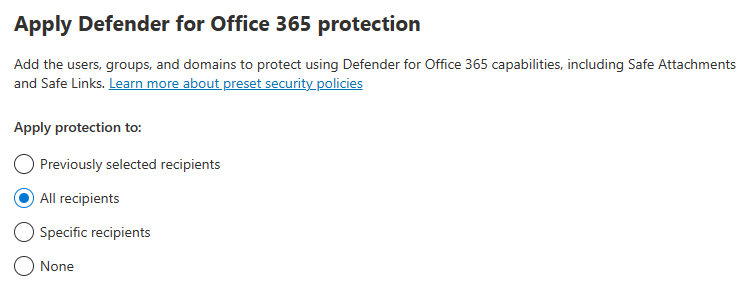 Apply Defender for Office 365 protection
Add the users, groups, and domains to protect using Defender for Office 365 capabilities, including Safe Attachments
and Safe Links. Learn more about preset security policies
Apply protection to:
Previously selected recipients
All recipients
Specific recipients
None